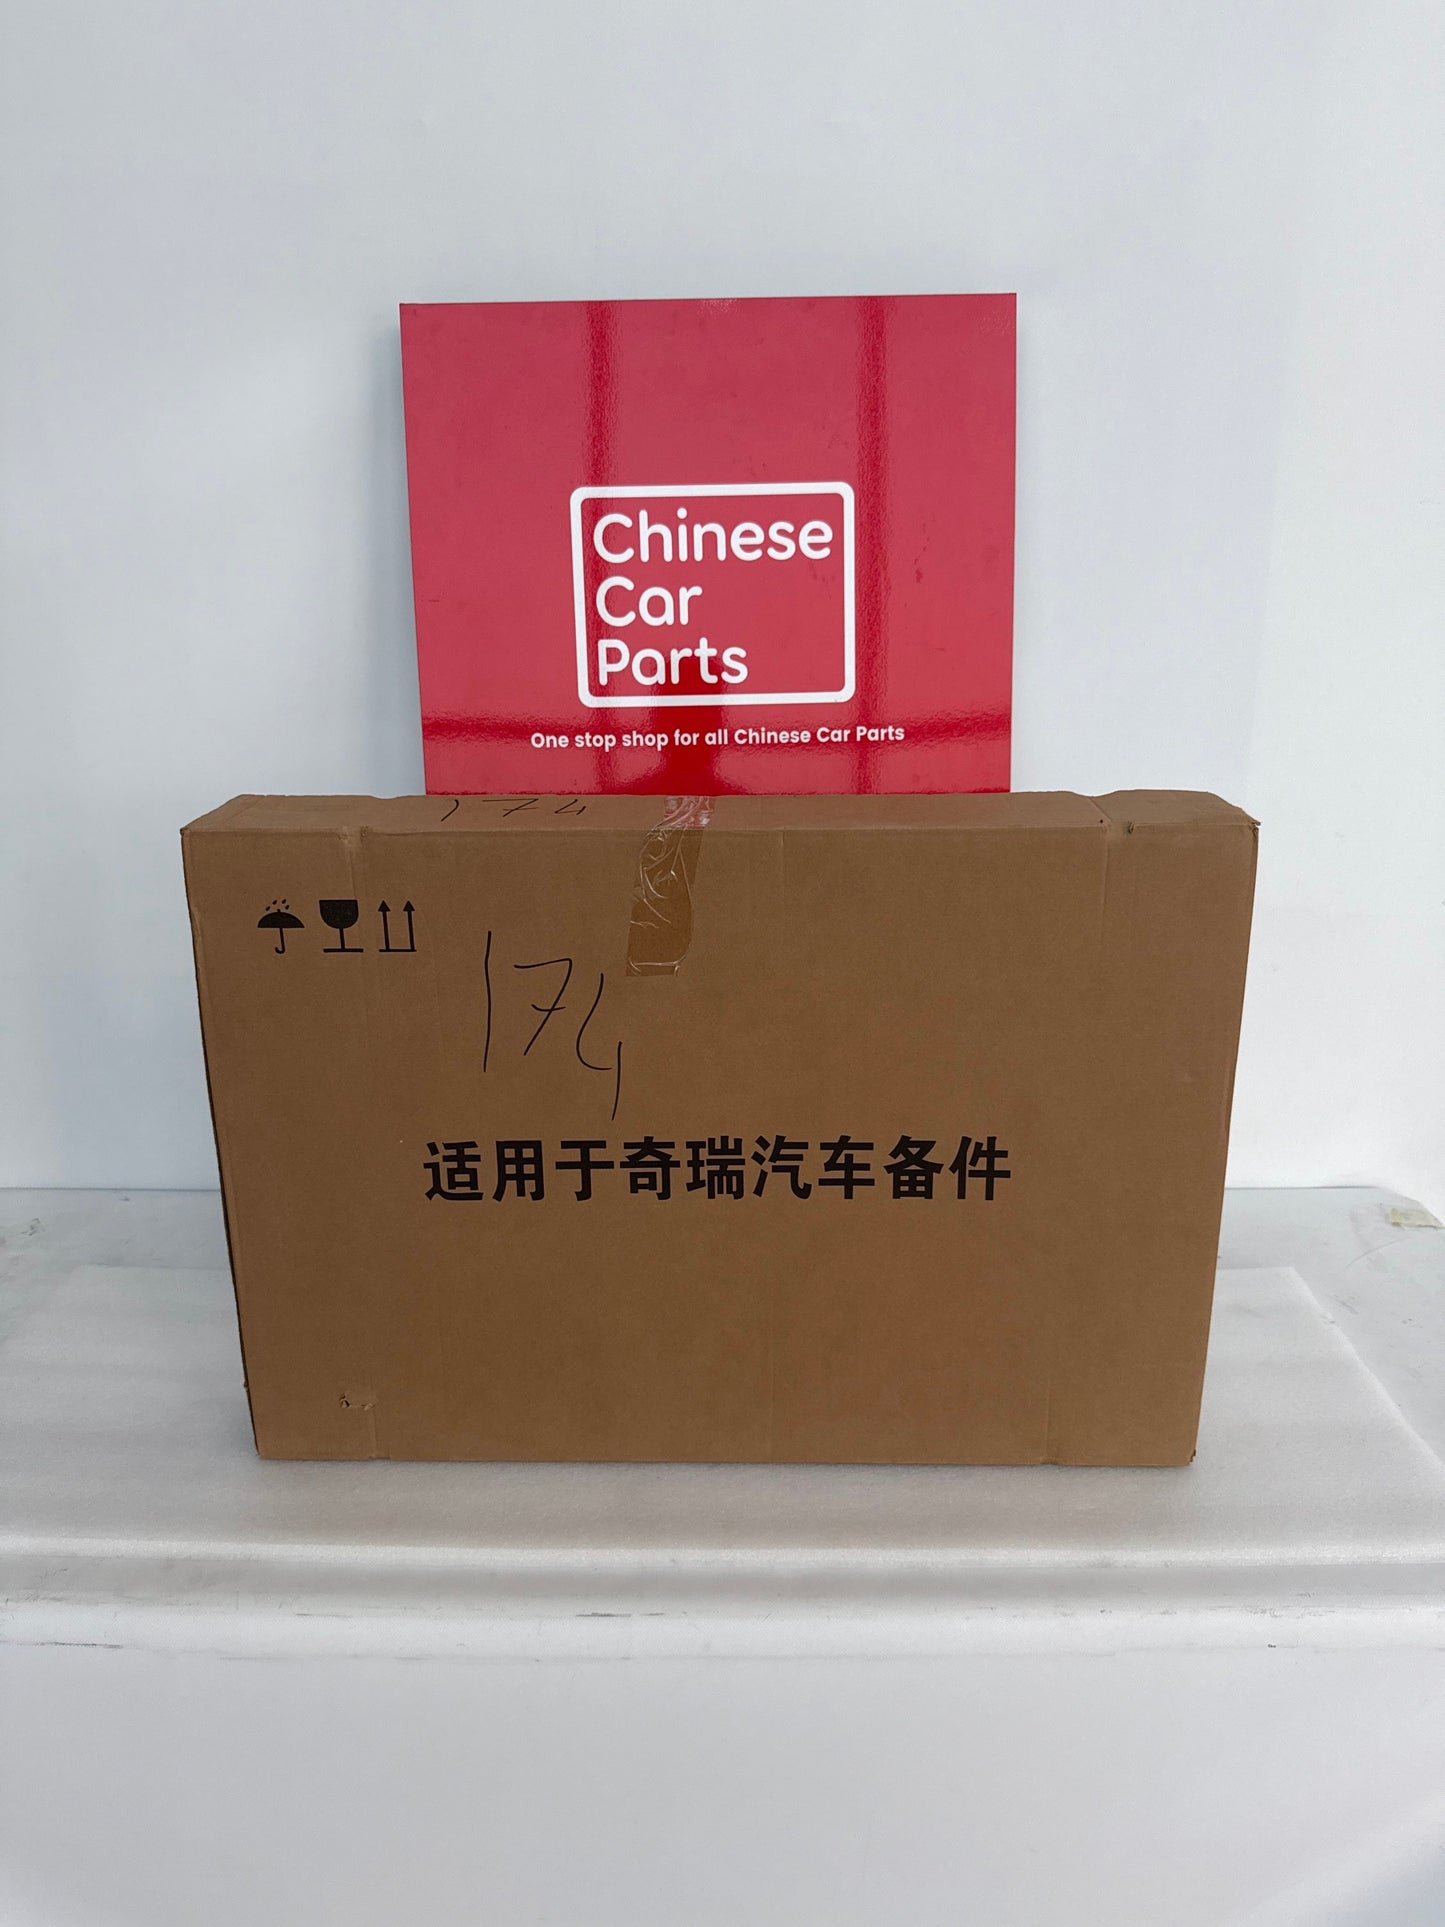 Chinese
Car
Parts
One stop shop for all Chinese Car Parts
174
174
适用于奇瑞汽车备件